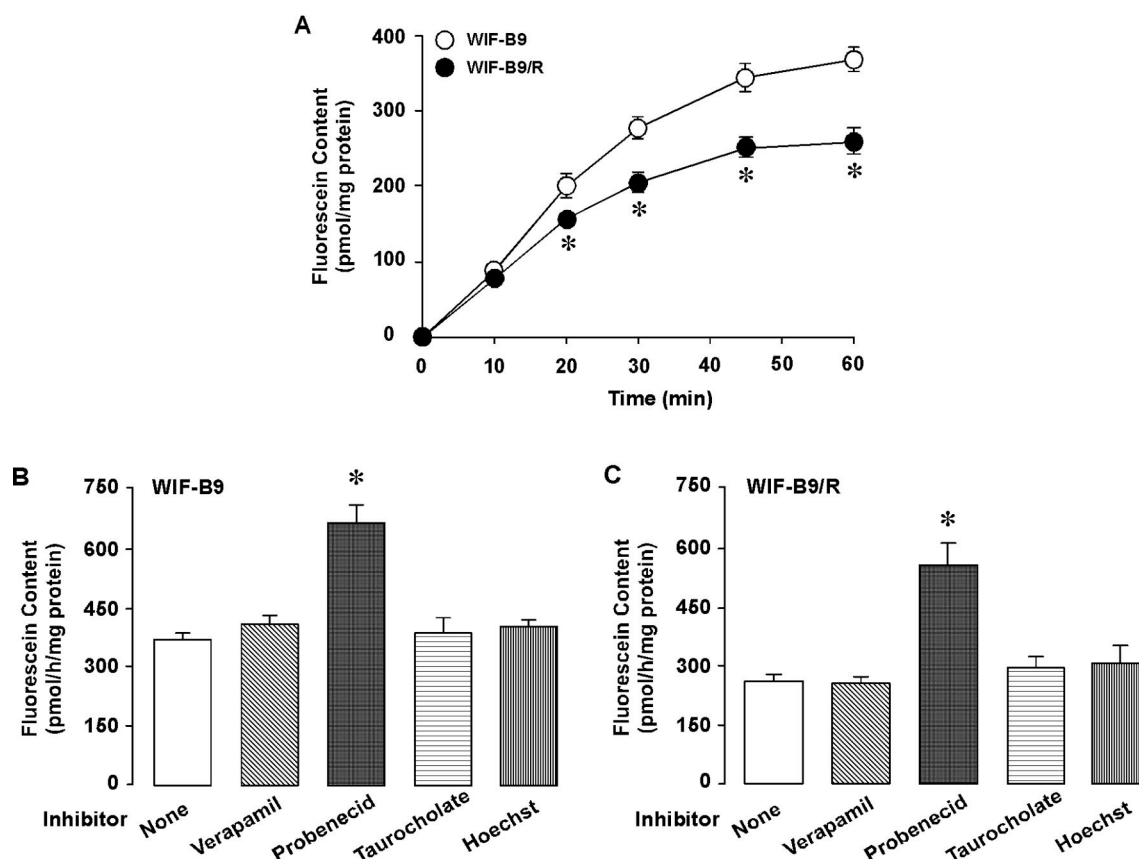 A
WIF-B9
WIF-B9/R
Fluorescein Content
(pmol/mg protein)
400
300
200
100
0
*
*
*
*
0 10 20 30 40 50 60
Time (min)
B
WIF-B9
Fluorescein Content
(pmol/h/mg protein)
750
600
450
300
150
0
*
Inhibitor
None
Verapamil
Probenecid
Taurocholate
Hoechst
C
WIF-B9/R
Fluorescein Content
(pmol/h/mg protein)
750
600
450
300
150
0
*
Inhibitor
None
Verapamil
Probenecid
Taurocholate
Hoechst